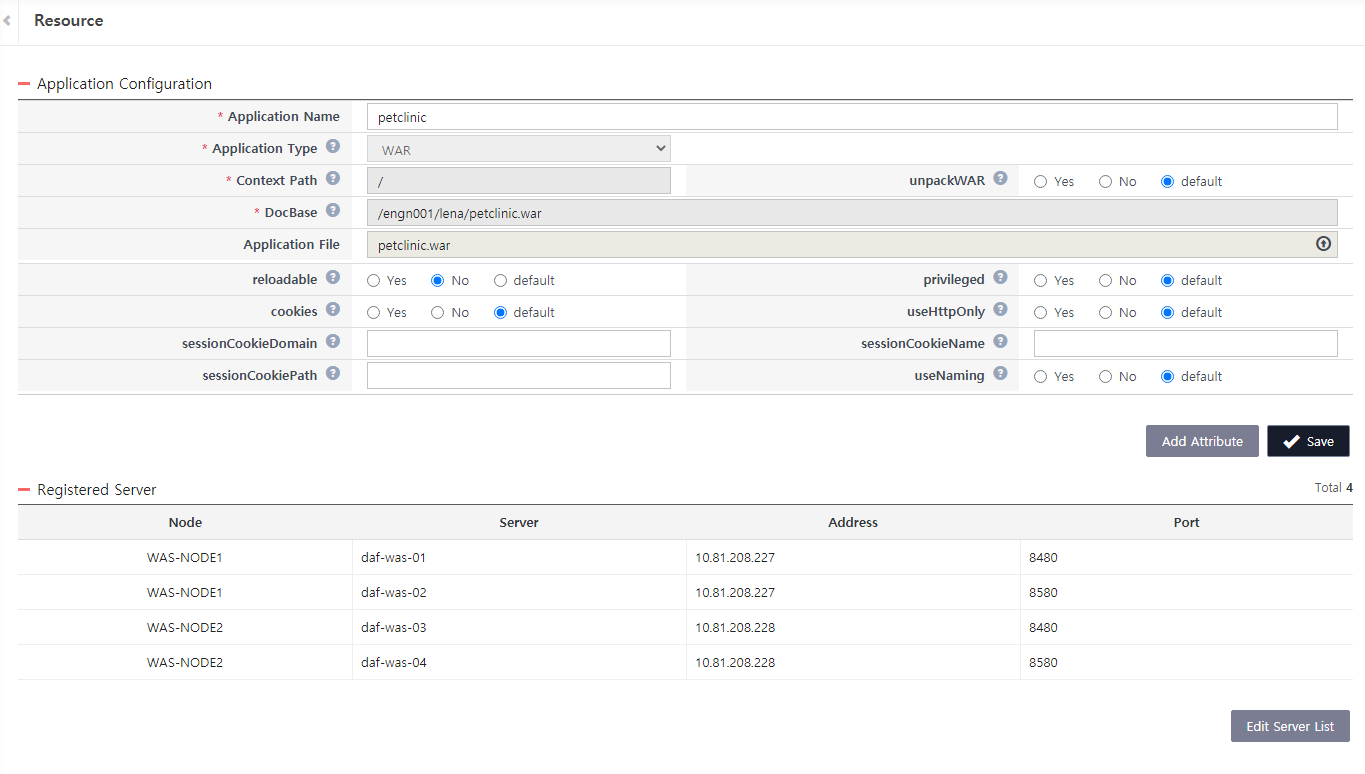 Resource
Application Configuration
* Application Name petclinic
* Application Type ? WAR
* Context Path ? / unpackWAR ? Yes No default
* DocBase ? /engn001/lena/petclinic.war
Application File petclinic.war
reloadable ? Yes No default privileged ? Yes No default
cookies ? Yes No default useHttpOnly ? Yes No default
sessionCookieDomain ? sessionCookieName ?
sessionCookiePath ? useNaming ? Yes No default
Add Attribute Save
Registered Server Total 4
Node Server Address Port
WAS-NODE1 daf-was-01 10.81.208.227 8480
WAS-NODE1 daf-was-02 10.81.208.227 8580
WAS-NODE2 daf-was-03 10.81.208.228 8480
WAS-NODE2 daf-was-04 10.81.208.228 8580
Edit Server List